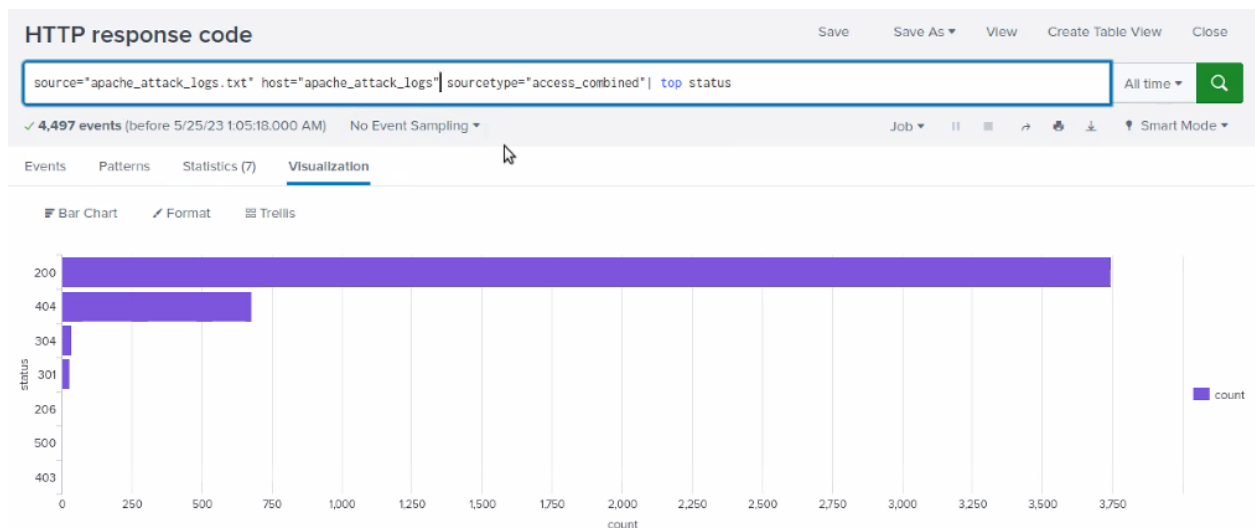 HTTP response code
Save Save As View Create Table View Close
source="apache_attack_logs.txt" host="apache_attack_logs" sourcetype="access_combined"| top status
All time
4,497 events (before 5/25/23 1:05:18.000 AM) No Event Sampling
Job Smart Mode
Events Patterns Statistics (7) Visualization
Bar Chart Format Trellis
200
404
304
301
206
500
403
status
0 250 500 750 1,000 1,250 1,500 1,750 2,000 2,250 2,500 2,750 3,000 3,250 3,500 3,750
count
count